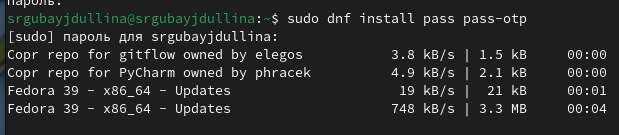 пароль:
srgubayjdullina@srgubayjdullina:~$ sudo dnf install pass pass-otp
[sudo] пароль для srgubayjdullina:
Copr repo for gitflow owned by elegos 3.8 kB/s | 1.5 kB 00:00
Copr repo for PyCharm owned by phracek 4.9 kB/s | 2.1 kB 00:00
Fedora 39 - x86_64 - Updates 19 kB/s | 21 kB 00:01
Fedora 39 - x86_64 - Updates 748 kB/s | 3.3 MB 00:04